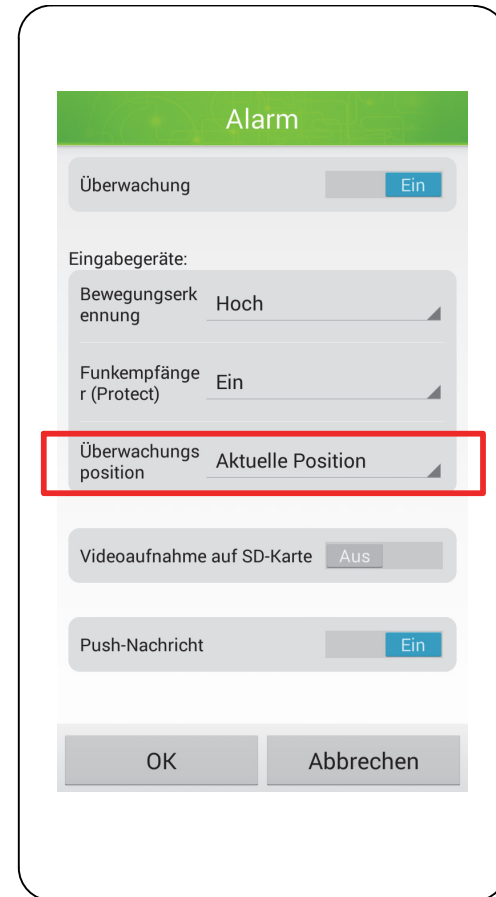 Alarm
Überwachung Ein
Eingabegeräte:
Bewegungserk
ennung Hoch
Funkempfänge
r (Protect) Ein
Überwachungs
position Aktuelle Position
Videoaufnahme auf SD-Karte Aus
Push-Nachricht Ein
OK Abbrechen